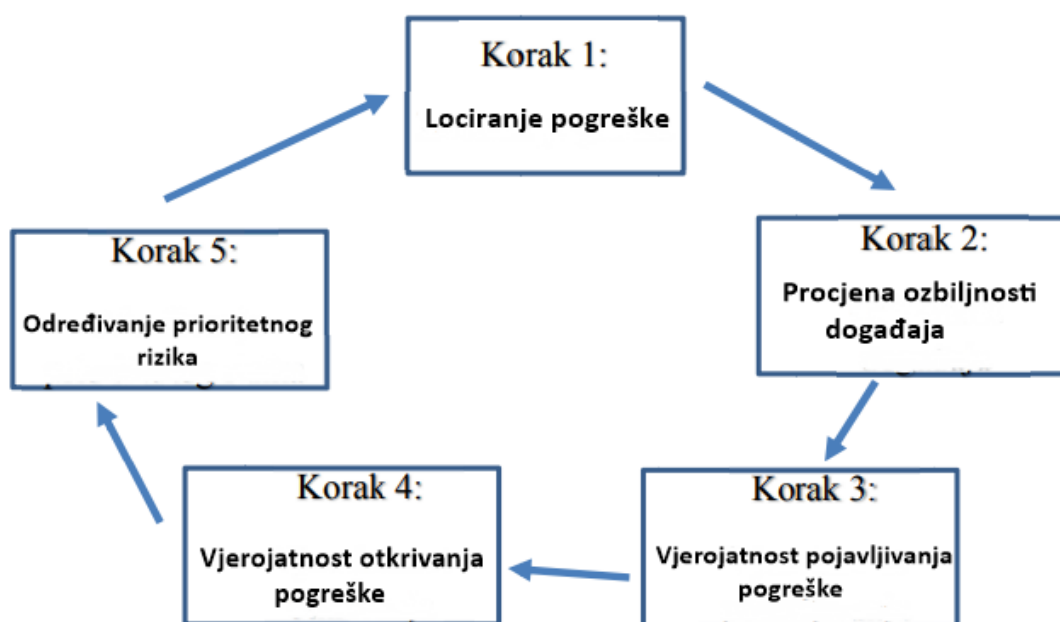 Korak 1:
Lociranje pogreške
Korak 2:
Procjena ozbiljnosti
događaja
Korak 3:
Vjerojatnost pojavljivanja
pogreške
Korak 4:
Vjerojatnost otkrivanja
pogreške
Korak 5:
Određivanje prioritetnog
rizika